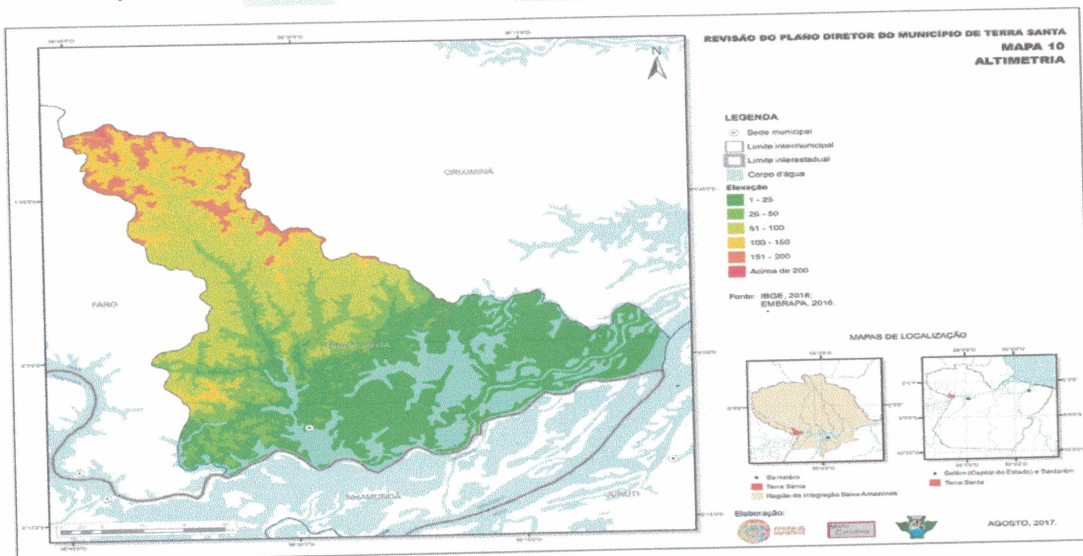 REVISÃO DO PLANO DIRETOR DO MUNICÍPIO DE TERRA SANTA
MAPA 10
ALTIMETRIA
N
ORIXIMINÁ
FARO
NHAMUNDÁ
JURUTI
LEGENDA
Sede municipal
Limite intermunicipal
Limite interestadual
Corpo d'água
Elevação
1 - 25
26 - 50
51 - 100
100 - 150
151 - 200
Acima de 200
Fonte: IBGE, 2016;
EMBRAPA, 2016.
MAPAS DE LOCALIZAÇÃO
Santarém
Terra Santa
Região de Integração Baixo Amazonas
Belém (Capital do Estado) e Santarém
Terra Santa
Elaboração:
AGOSTO, 2017.